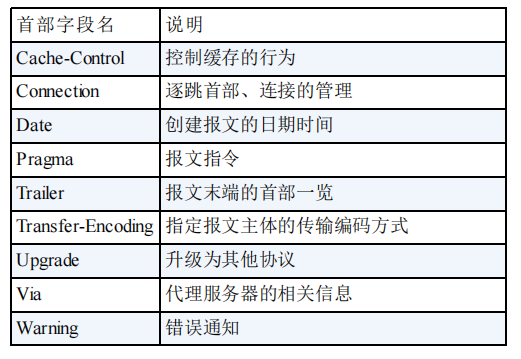 首部字段名 说明
Cache-Control 控制缓存的行为
Connection 逐跳首部、连接的管理
Date 创建报文的日期时间
Pragma 报文指令
Trailer 报文末端的首部一览
Transfer-Encoding 指定报文主体的传输编码方式
Upgrade 升级为其他协议
Via 代理服务器的相关信息
Warning 错误通知